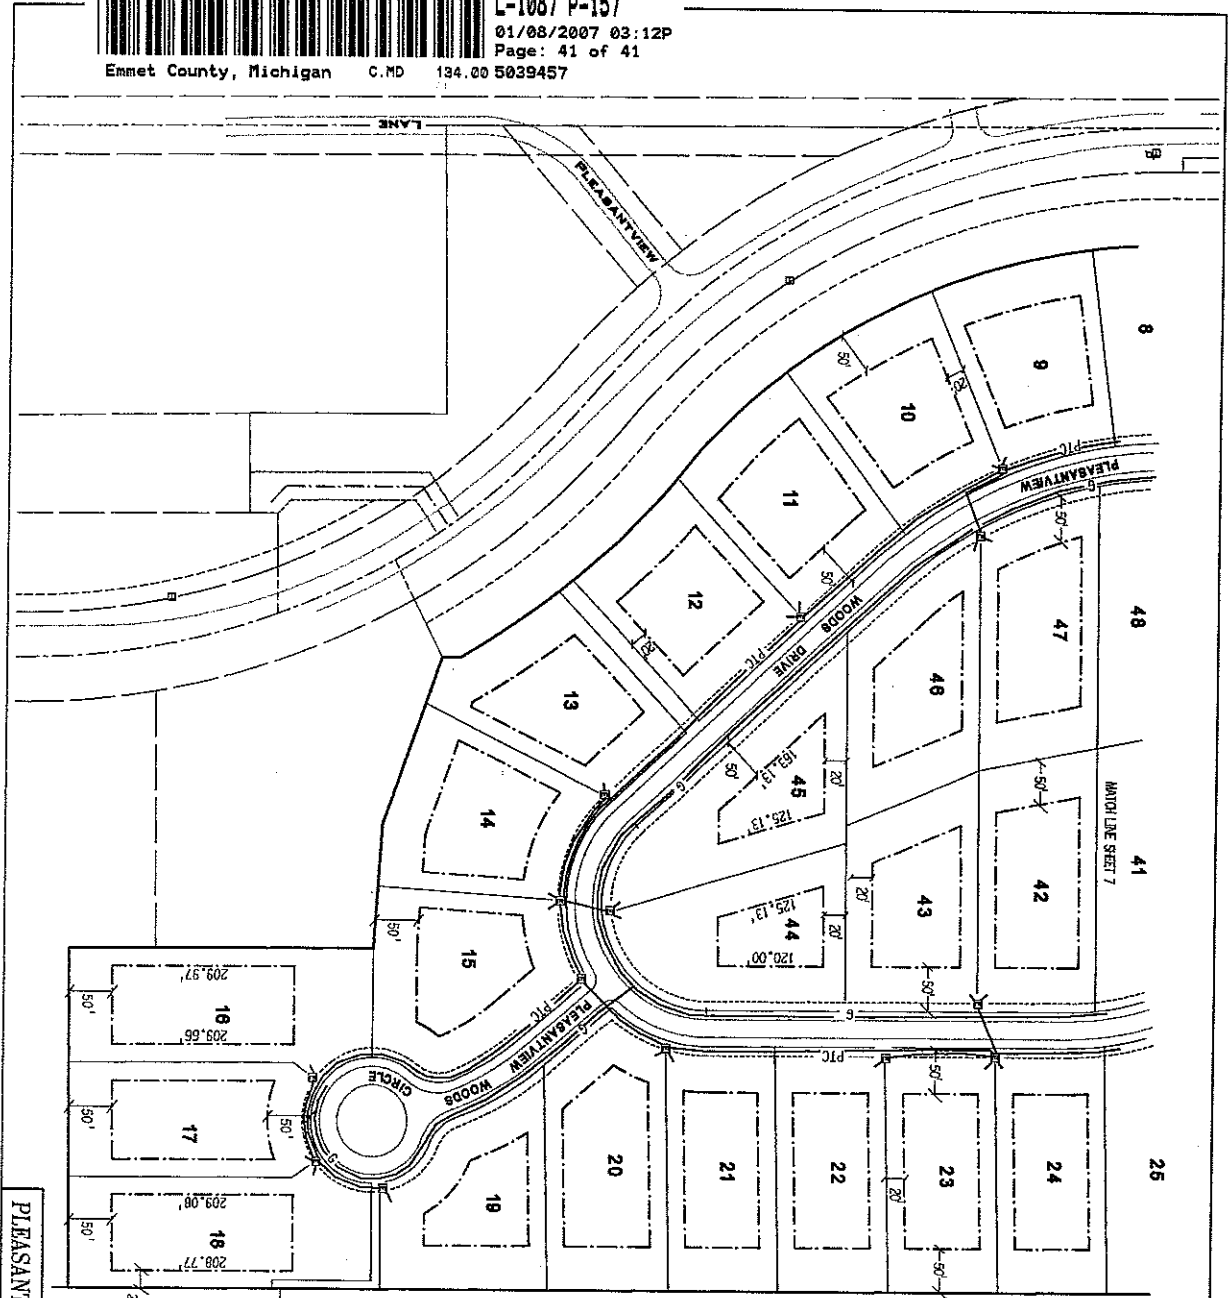 L-1087 P-157
01/08/2007 03:12P
Page: 41 of 41
Emmet County, Michigan C.MD 134.00 5039457
LANE
PLEASANTVIEW
8
9
10
50'
20'
PTC
PLEASANTVIEW
G
50'
11
50'
12
20'
WOODS
DRIVE
PTC
47
48
46
13
50'
G
163.13'
45
125.13'
20'
50'
MATCH LINE SHEET 7
41
14
42
43
20'
125.13'
44
120.00'
20'
50'
15
50'
PTC
PLEASANTVIEW
G
WOODS
CIRCLE
G
PTC
209.97'
16
209.66'
50'
17
50'
50'
G
209.08'
18
208.77'
50'
19
20
21
22
23
20'
50'
50'
24
25
PLEASANT